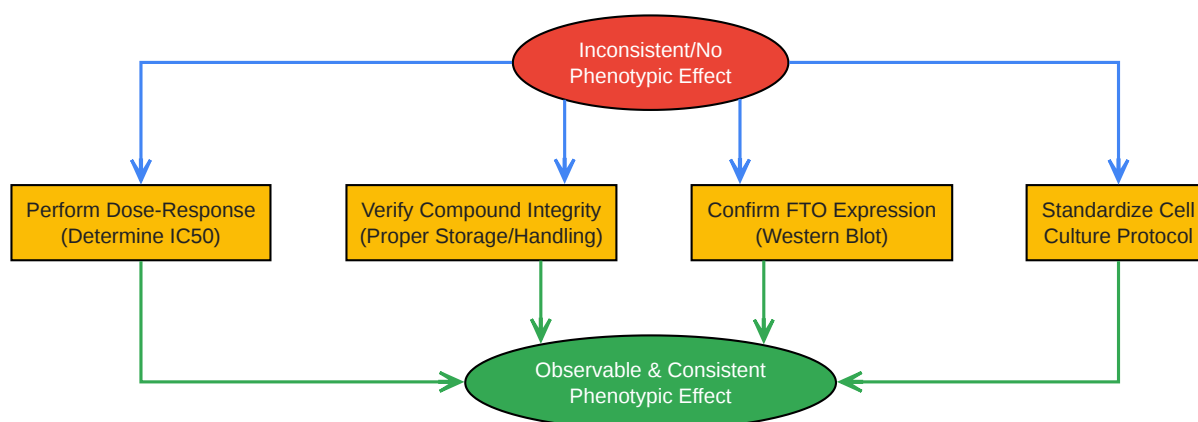 Inconsistent/No
Phenotypic Effect
Perform Dose-Response
(Determine IC50)
Verify Compound Integrity
(Proper Storage/Handling)
Confirm FTO Expression
(Western Blot)
Standardize Cell
Culture Protocol
Observable & Consistent
Phenotypic Effect